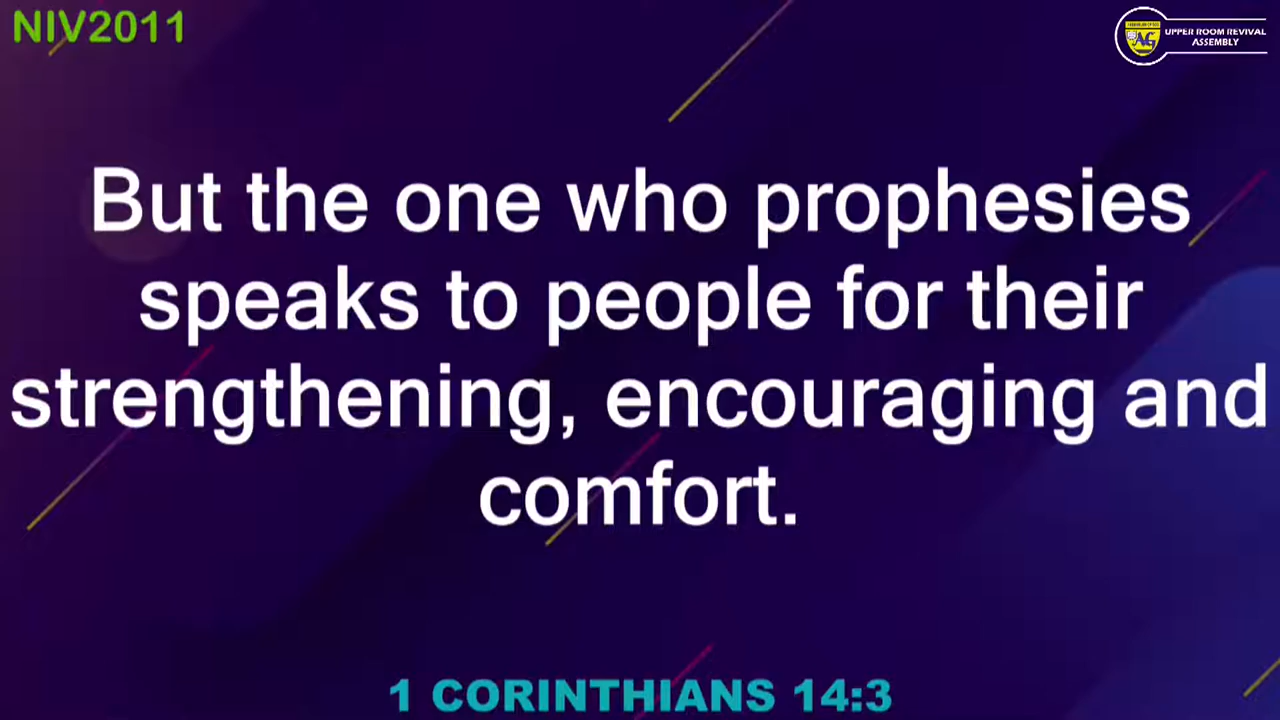 NIV2011
UPPER ROOM REVIVAL
ASSEMBLY
But the one who prophesies
speaks to people for their
strengthening, encouraging and
comfort.
1 CORINTHIANS 14:3